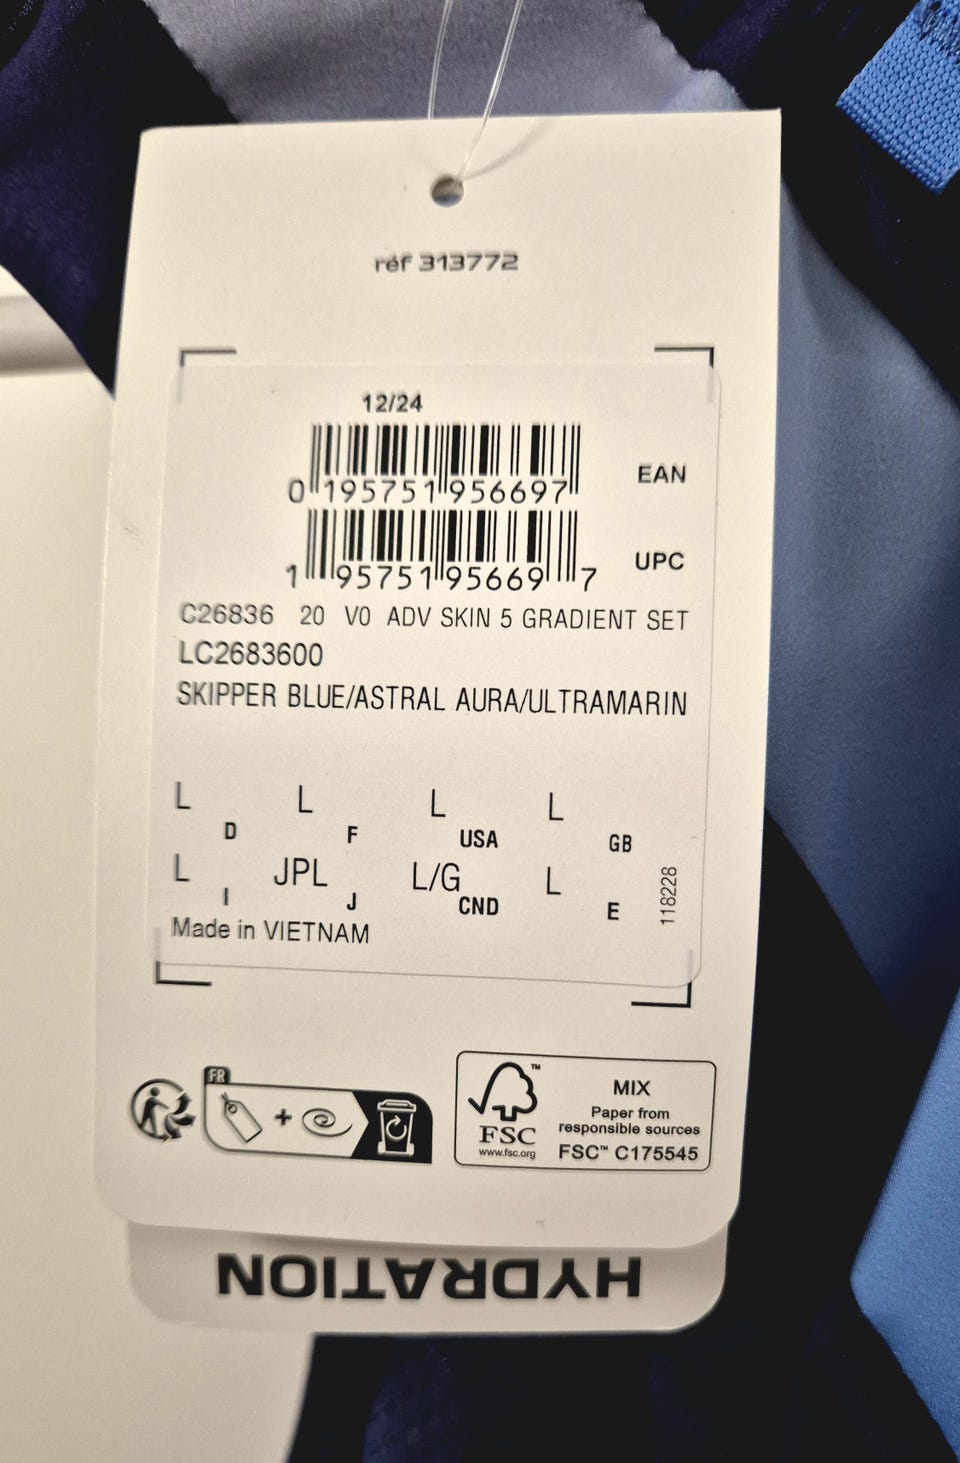 réf 313772
12/24
0 195751 956697
EAN
1 95751 95669 7
UPC
C26836 20 V0 ADV SKIN 5 GRADIENT SET
LC2683600
SKIPPER BLUE/ASTRAL AURA/ULTRAMARIN
L D L F L USA L GB
L I JPL J L/G CND L E
118228
Made in VIETNAM
FR
+
FSC™
www.fsc.org
MIX
Paper from
responsible sources
FSC™ C175545
HYDRATION